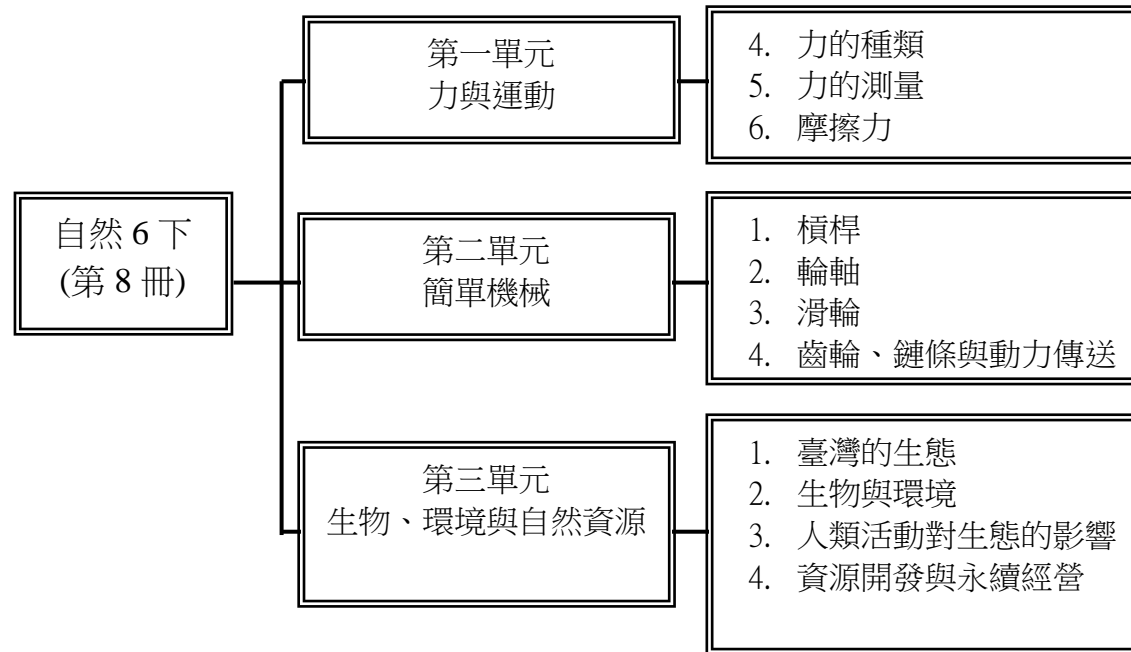 自然 6 下
(第 8 冊)
第一單元
力與運動
4. 力的種類
5. 力的測量
6. 摩擦力
第二單元
簡單機械
1. 槓桿
2. 輪軸
3. 滑輪
4. 齒輪、鏈條與動力傳送
第三單元
生物、環境與自然資源
1. 臺灣的生態
2. 生物與環境
3. 人類活動對生態的影響
4. 資源開發與永續經營